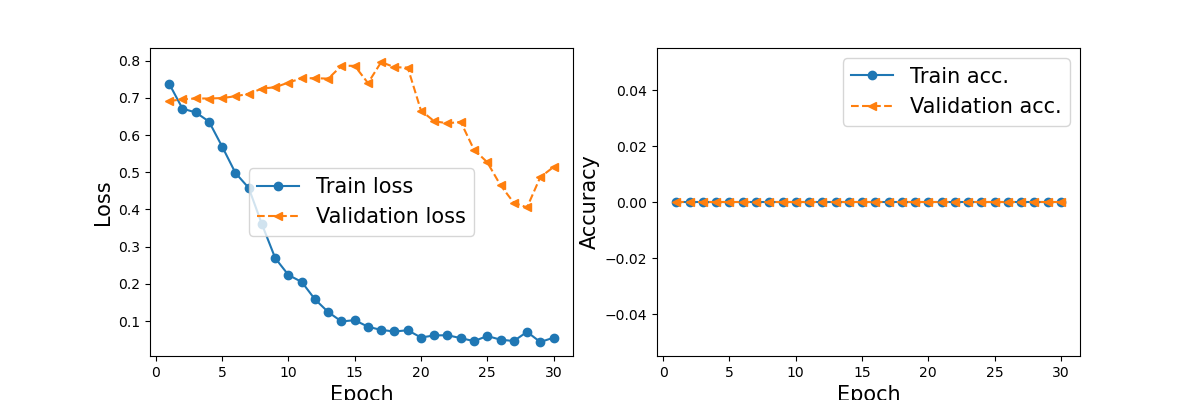 0.8
0.7
0.6
0.5
0.4
0.3
0.2
0.1
Loss
Train loss
Validation loss
0 5 10 15 20 25 30
Epoch
0.04
0.02
0.00
−0.02
−0.04
Accuracy
Train acc.
Validation acc.
0 5 10 15 20 25 30
Epoch